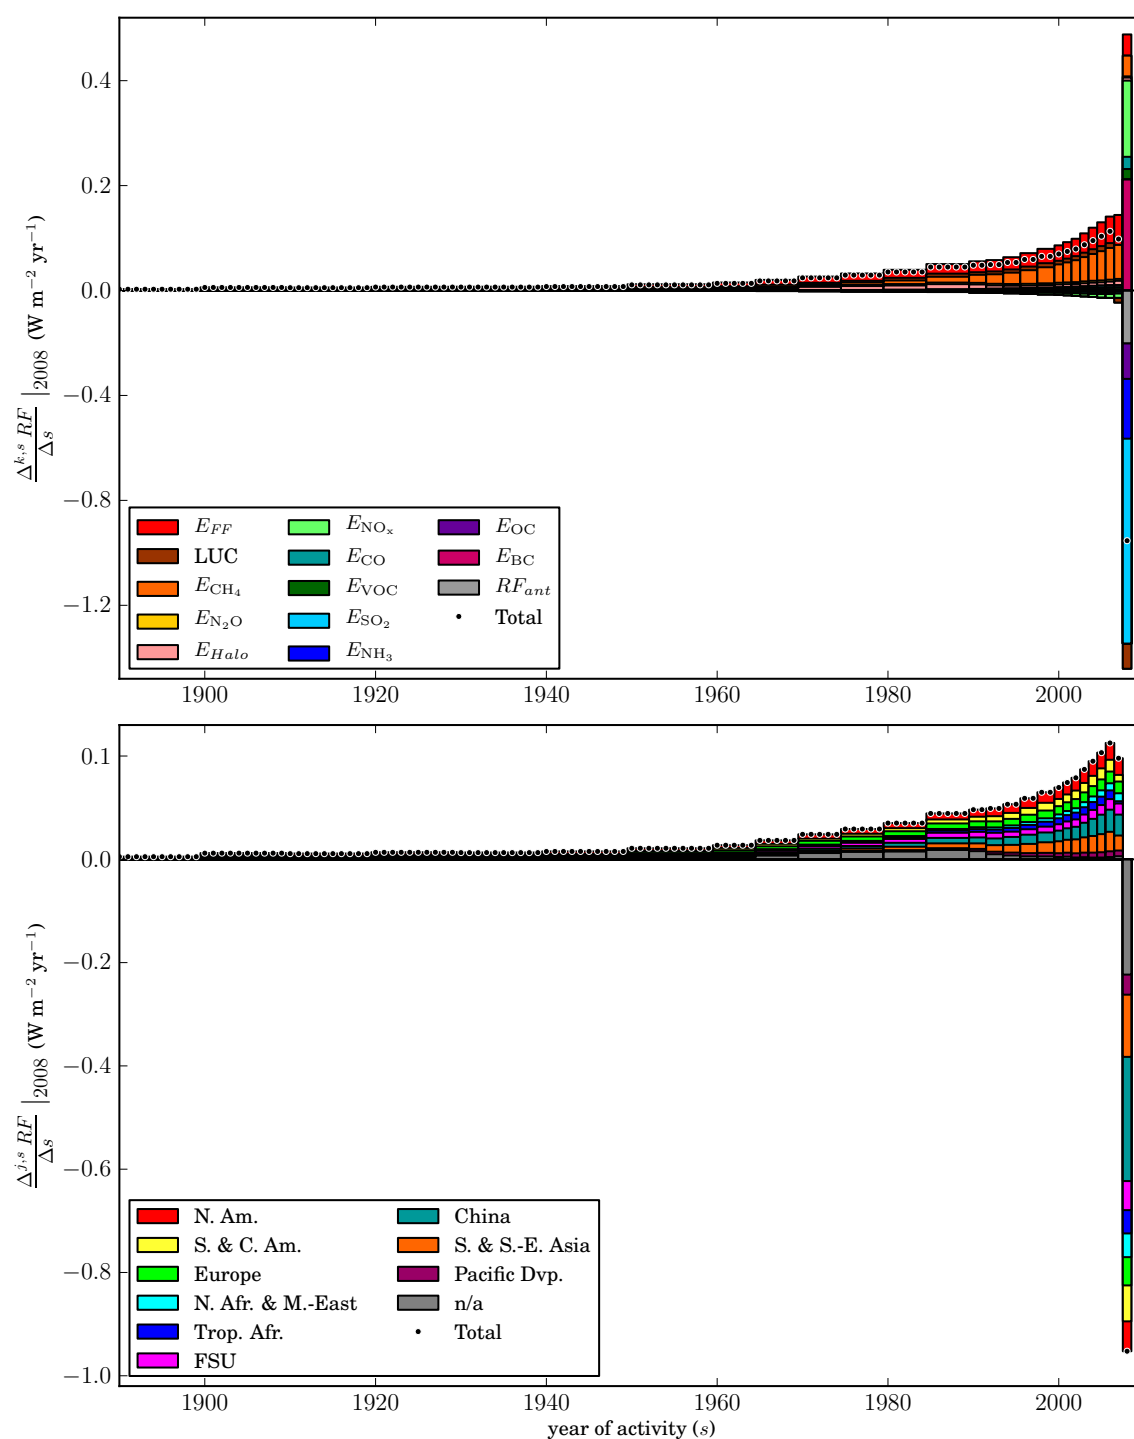 0.4
0.2
0.0
−0.4
−0.4
−0.8
−1.2
Δ^{k,s} RF / Δs |_{2008} (W m^{−2} yr^{−1})
E_{FF} E_{NO_x} E_{OC}
LUC E_{CO} E_{BC}
E_{CH_4} E_{VOC} RF_{ant}
E_{N_2O} E_{SO_2} Total
E_{Halo} E_{NH_3}
1900 1920 1940 1960 1980 2000
0.1
0.0
−0.2
−0.4
−0.6
−0.8
−1.0
Δ^{j,s} RF / Δs |_{2008} (W m^{−2} yr^{−1})
N. Am. China
S. & C. Am. S. & S.-E. Asia
Europe Pacific Dvp.
N. Afr. & M.-East n/a
Trop. Afr. Total
FSU
1900 1920 1940 1960 1980 2000
year of activity (s)